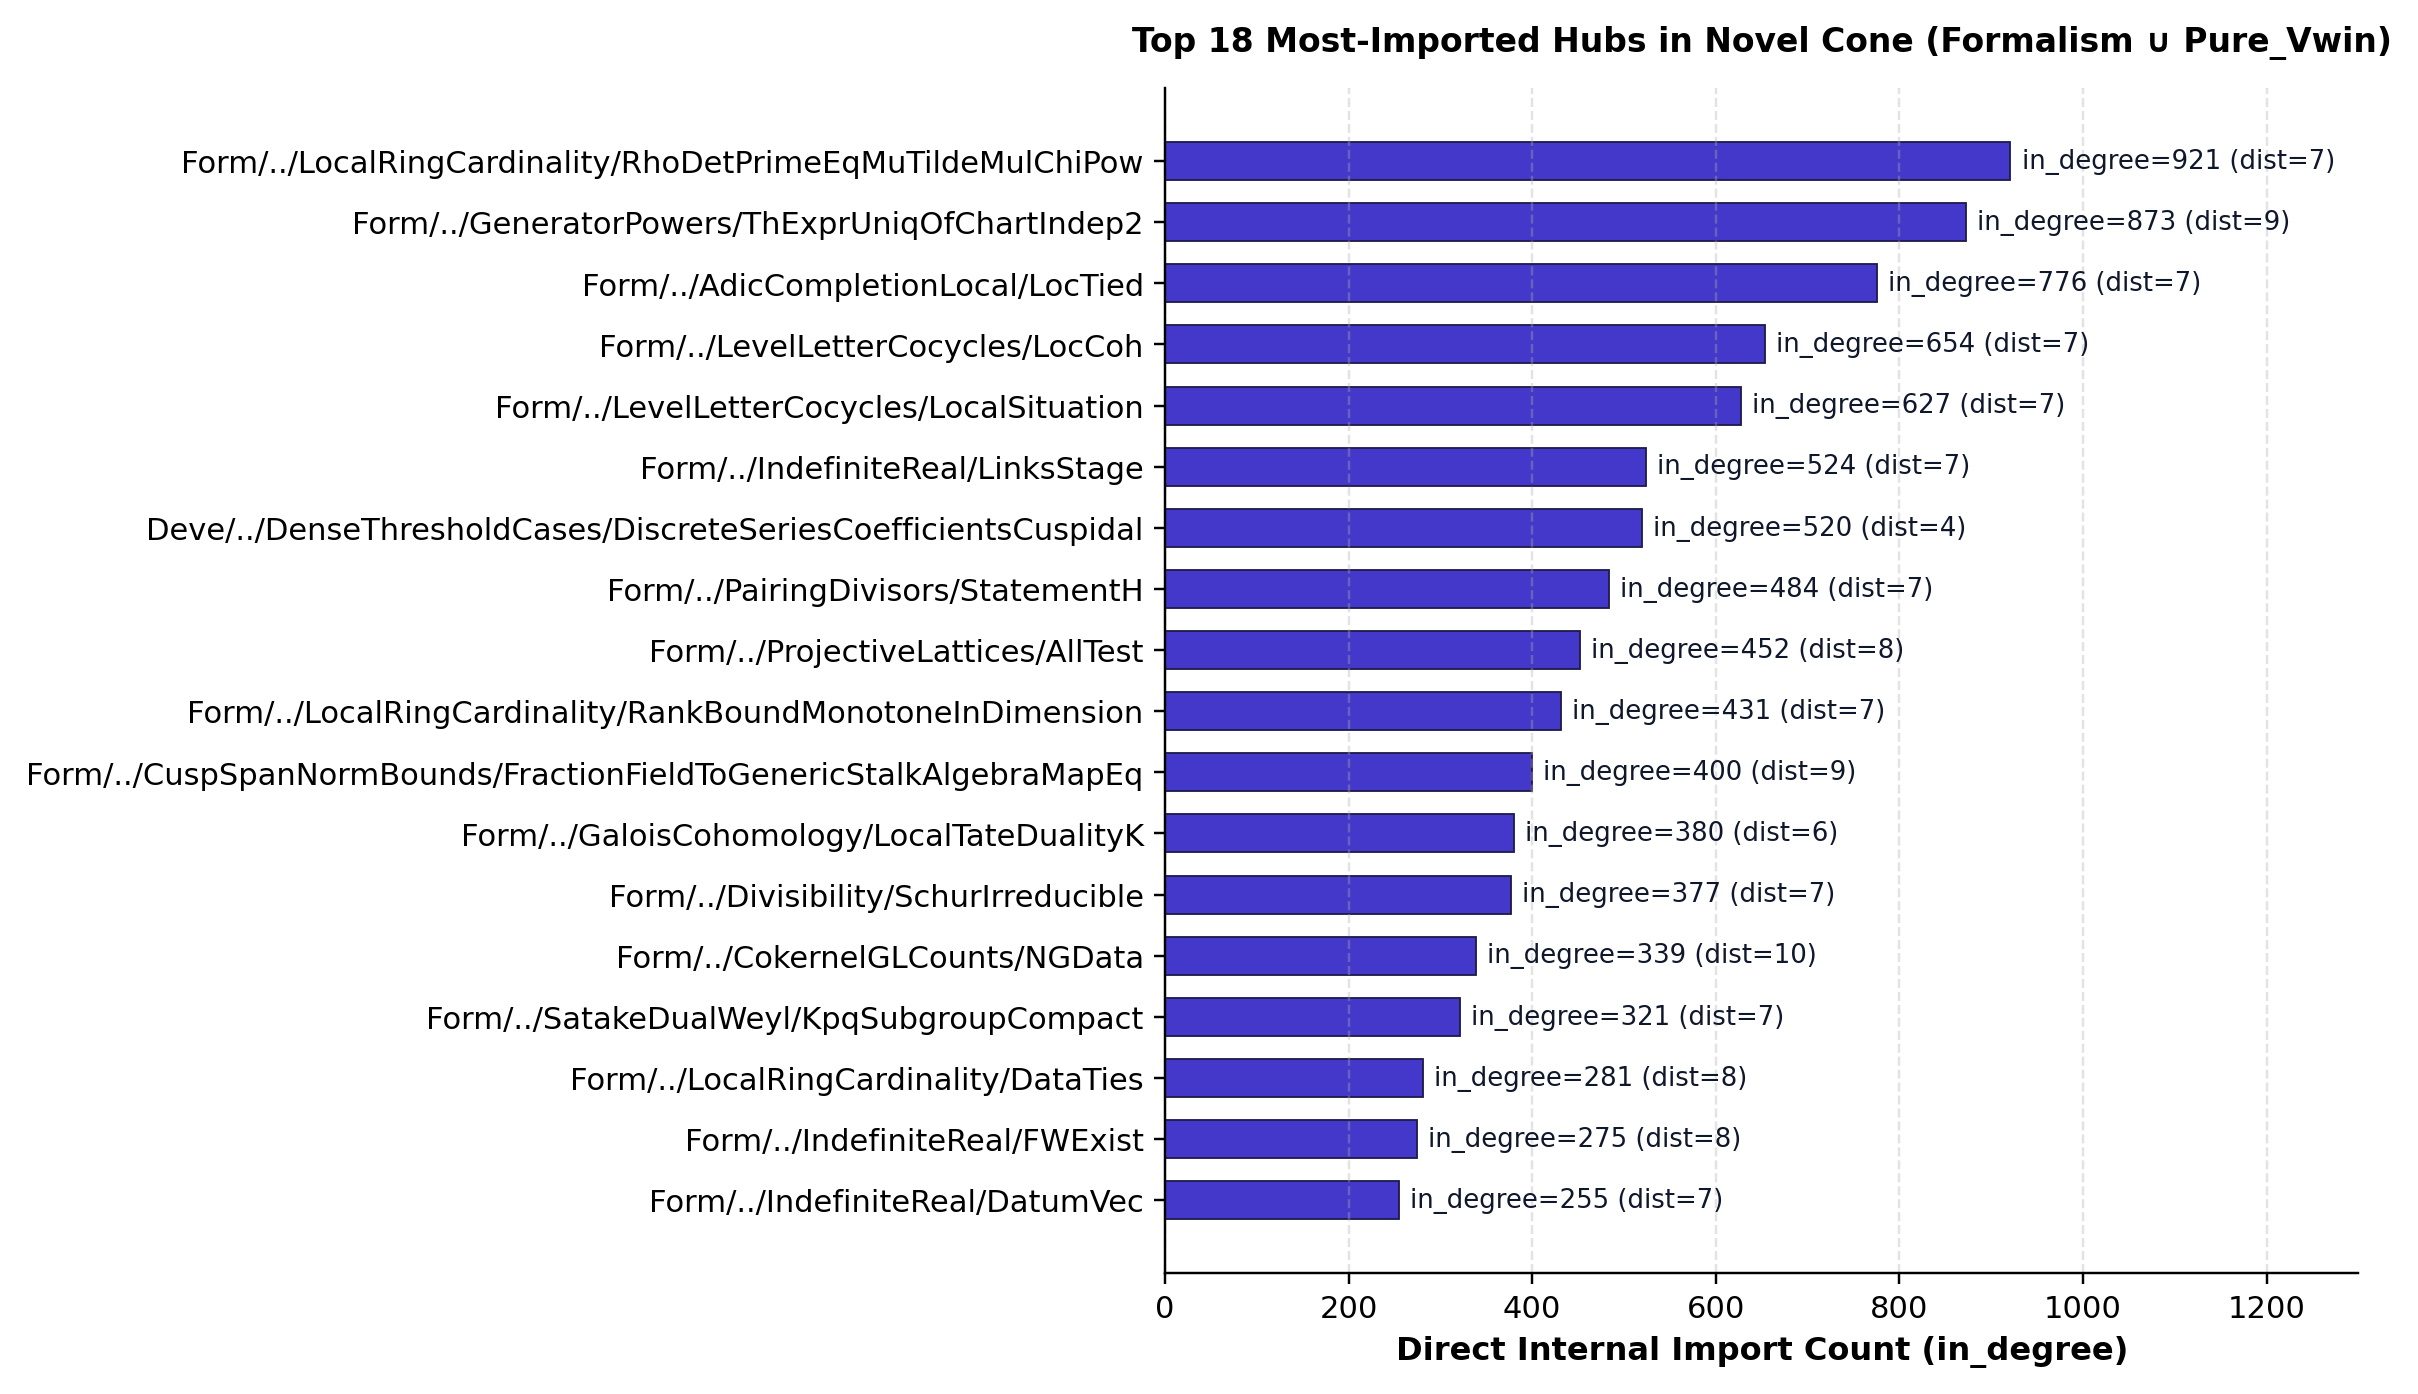 Top 18 Most-Imported Hubs in Novel Cone (Formalism ∪ Pure_Vwin)
Form/../LocalRingCardinality/RhoDetPrimeEqMuTildeMulChiPow in_degree=921 (dist=7)
Form/../GeneratorPowers/ThExprUniqOfChartIndep2 in_degree=873 (dist=9)
Form/../AdicCompletionLocal/LocTied in_degree=776 (dist=7)
Form/../LevelLetterCocycles/LocCoh in_degree=654 (dist=7)
Form/../LevelLetterCocycles/LocalSituation in_degree=627 (dist=7)
Form/../IndefiniteReal/LinksStage in_degree=524 (dist=7)
Deve/../DenseThresholdCases/DiscreteSeriesCoefficientsCuspidal in_degree=520 (dist=4)
Form/../PairingDivisors/StatementH in_degree=484 (dist=7)
Form/../ProjectiveLattices/AllTest in_degree=452 (dist=8)
Form/../LocalRingCardinality/RankBoundMonotoneInDimension in_degree=431 (dist=7)
Form/../CuspSpanNormBounds/FractionFieldToGenericStalkAlgebraMapEq in_degree=400 (dist=9)
Form/../GaloisCohomology/LocalTateDualityK in_degree=380 (dist=6)
Form/../Divisibility/SchurIrreducible in_degree=377 (dist=7)
Form/../CokernelGLCounts/NGData in_degree=339 (dist=10)
Form/../SatakeDualWeyl/KpqSubgroupCompact in_degree=321 (dist=7)
Form/../LocalRingCardinality/DataTies in_degree=281 (dist=8)
Form/../IndefiniteReal/FWExist in_degree=275 (dist=8)
Form/../IndefiniteReal/DatumVec in_degree=255 (dist=7)
0 200 400 600 800 1000 1200
Direct Internal Import Count (in_degree)